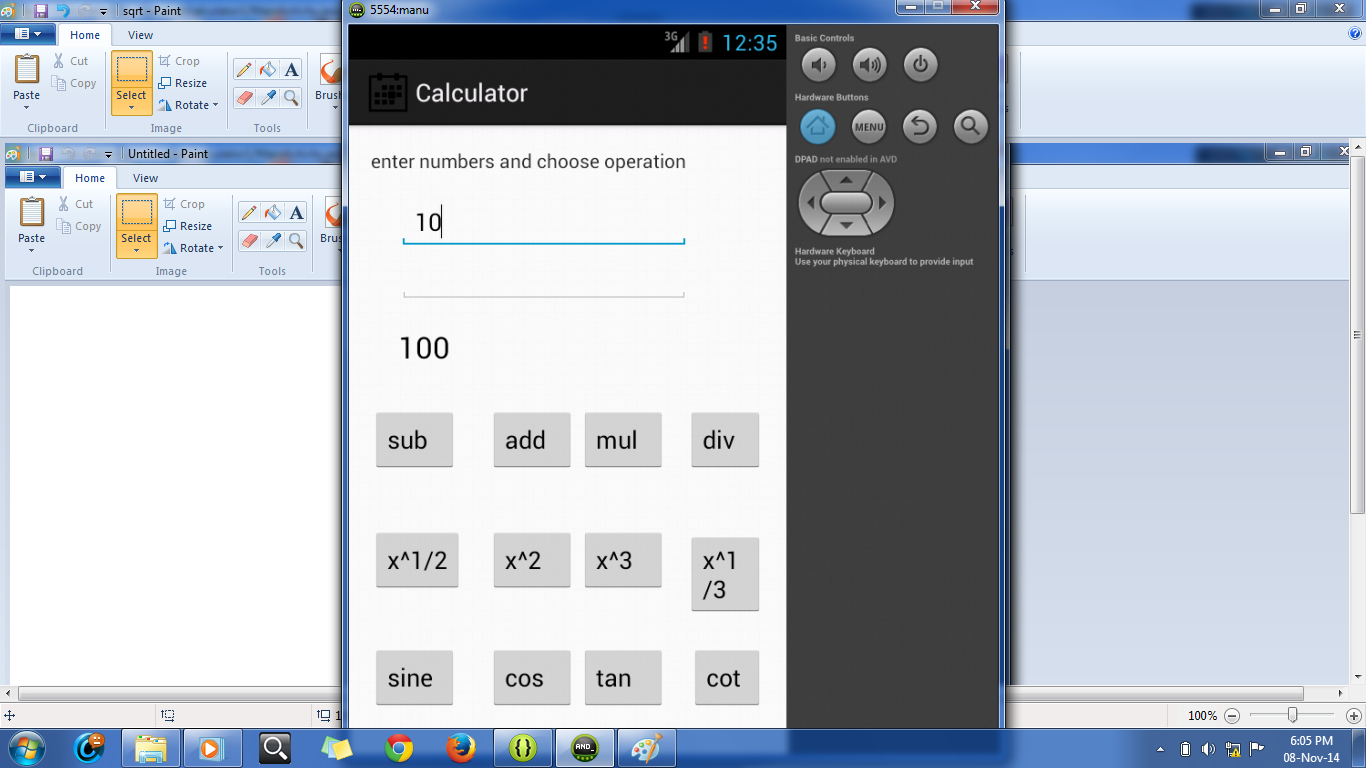 sqrt - Paint
Home
View
Paste
Cut
Copy
Select
Crop
Resize
Rotate
A
Brus
Clipboard
Image
Tools
Untitled - Paint
Home
View
Paste
Cut
Copy
Select
Crop
Resize
Rotate
A
Bru
Clipboard
Image
Tools
5554:manu
3G
12:35
Calculator
enter numbers and choose operation
10
100
sub
add
mul
div
x^1/2
x^2
x^3
x^1
/3
sine
cos
tan
cot
Basic Controls
Hardware Buttons
MENU
DPAD not enabled in AVD
Hardware Keyboard
Use your physical keyboard to provide input
1
100%
AND_
6:05 PM
08-Nov-14